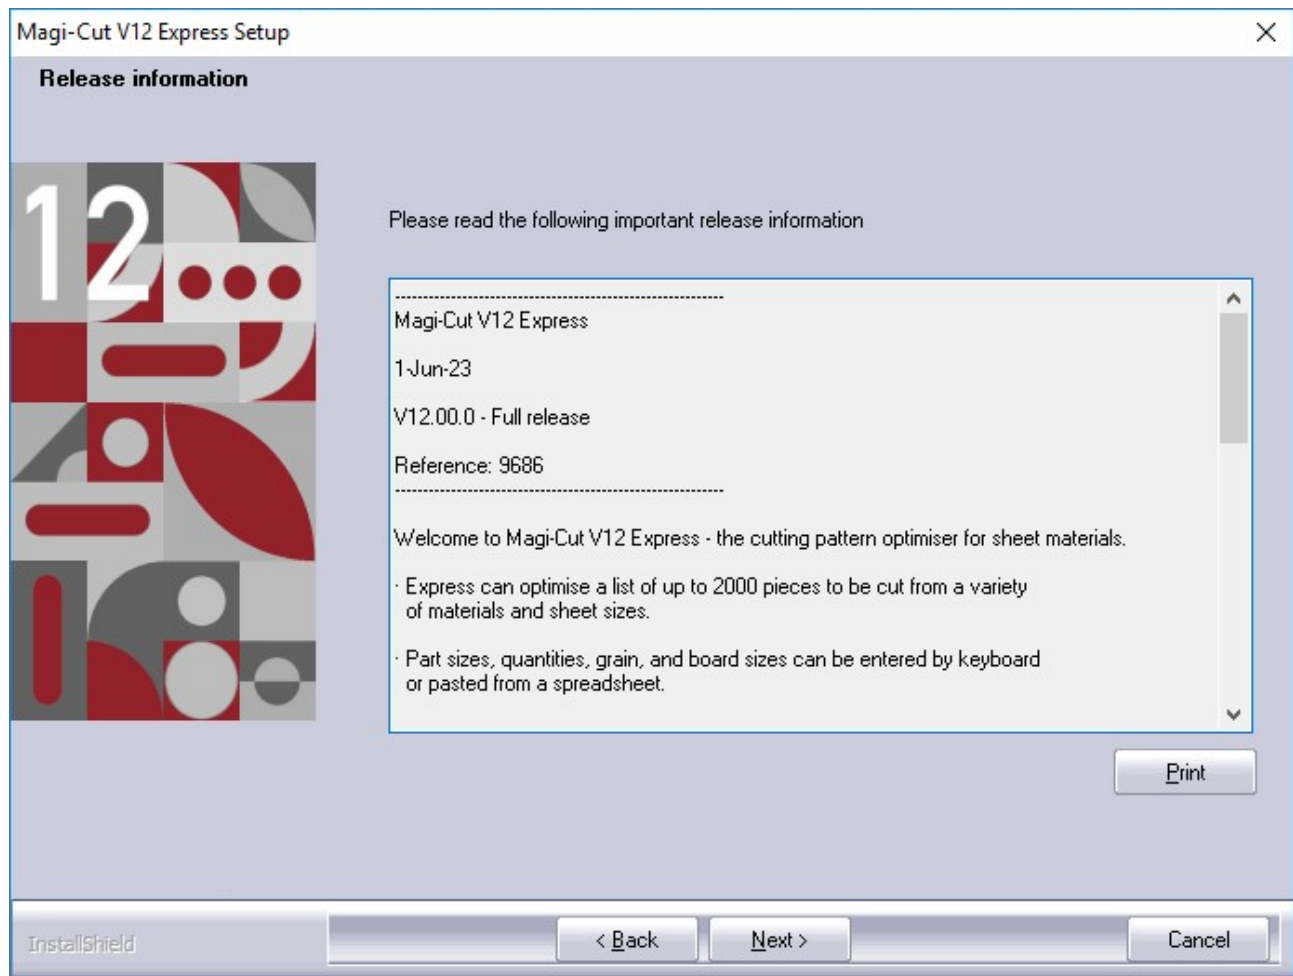 Magi-Cut V12 Express Setup
Release information
12
Please read the following important release information
----------------------------------------------------------
Magi-Cut V12 Express
1-Jun-23
V12.00.0 - Full release
Reference: 9686
----------------------------------------------------------
Welcome to Magi-Cut V12 Express - the cutting pattern optimiser for sheet materials.
· Express can optimise a list of up to 2000 pieces to be cut from a variety
of materials and sheet sizes.
· Part sizes, quantities, grain, and board sizes can be entered by keyboard
or pasted from a spreadsheet.
Print
InstallShield
< Back
Next >
Cancel